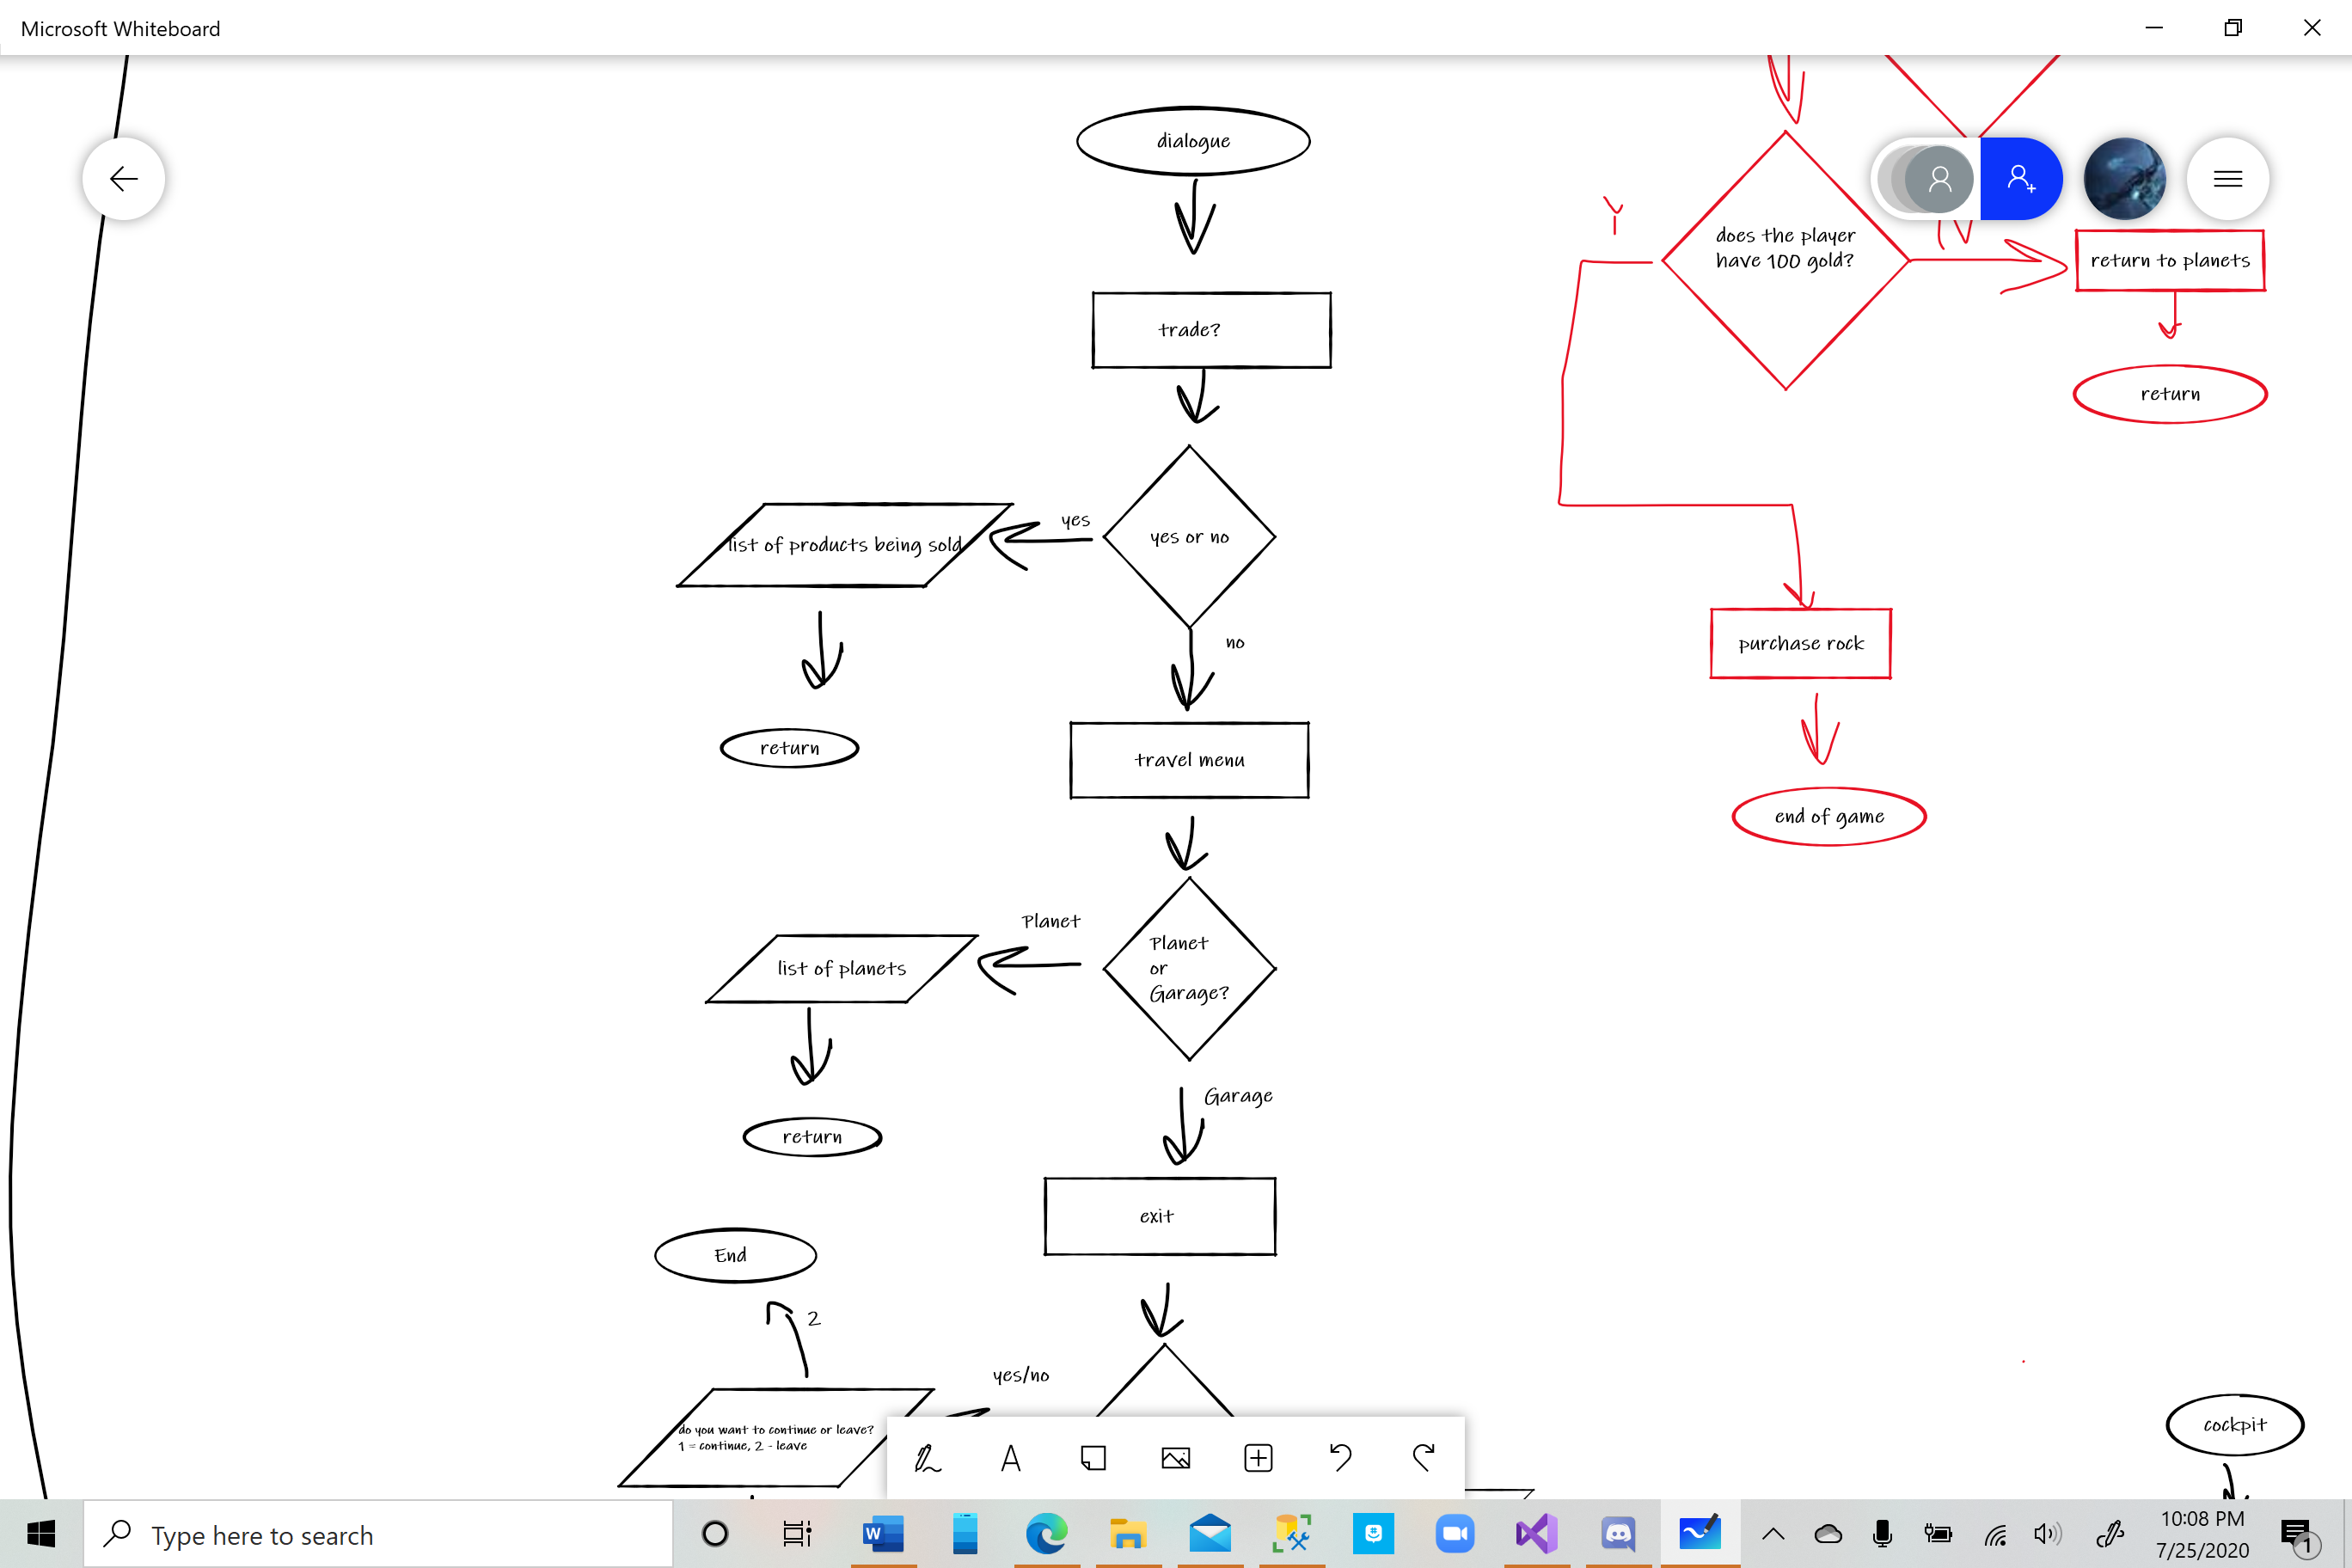 Microsoft Whiteboard
dialogue
Y
does the player
have 100 gold?
return to planets
trade?
return
yes
yes or no
list of products being sold
no
purchase rock
return
travel menu
end of game
Planet
Planet
or
Garage?
list of planets
Garage
return
exit
End
2
yes/no
do you want to continue or leave?
1 = continue, 2 - leave
cockpit
Type here to search
10:08 PM
7/25/2020
1